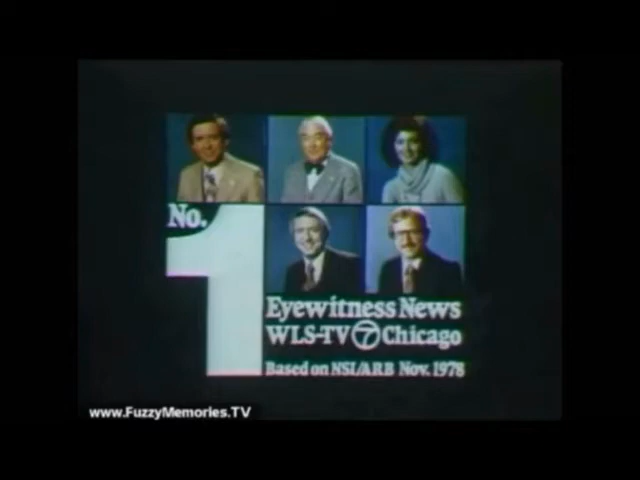 No.
1
Eyewitness News
WLS-TV 7 Chicago
Based on NSI/ARB Nov. 1978
www.FuzzyMemories.TV